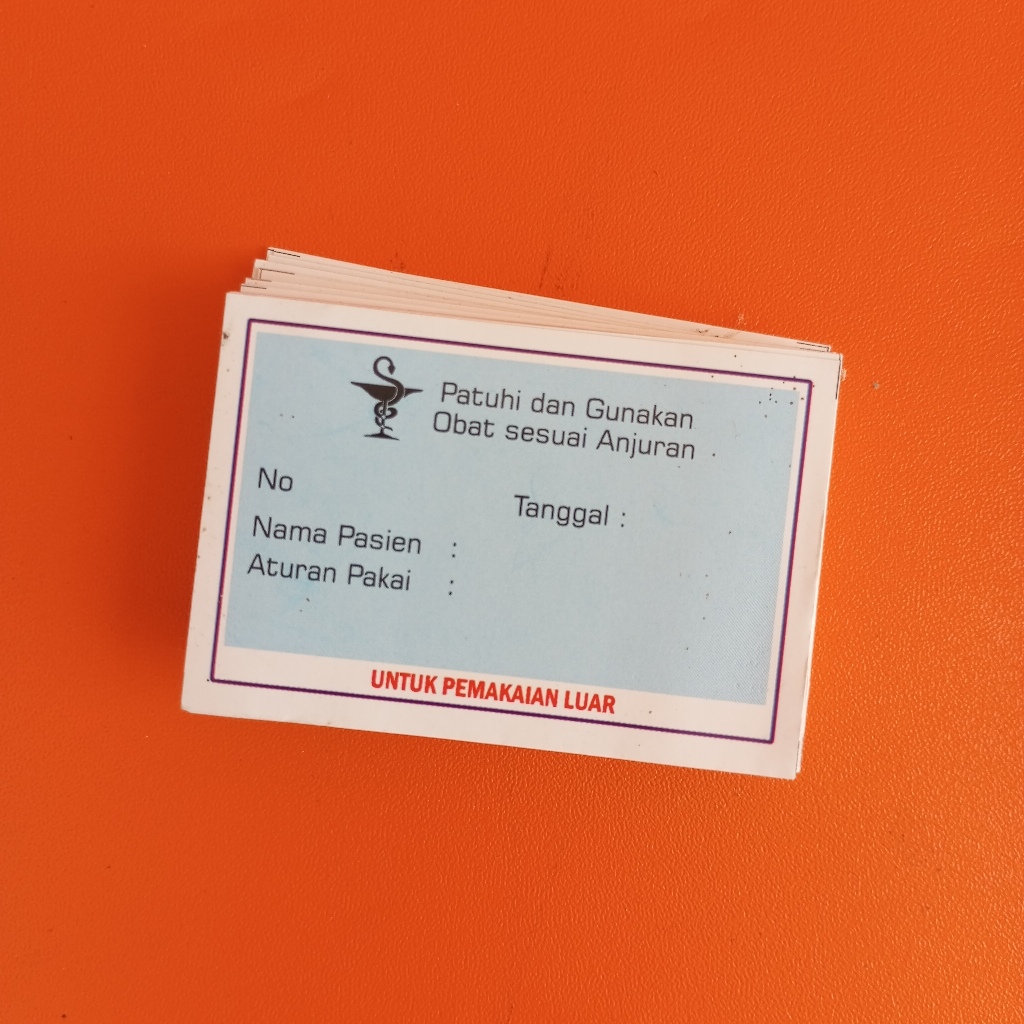 Patuhi dan Gunakan
Obat sesuai Anjuran
No
Tanggal :
Nama Pasien :
Aturan Pakai :
UNTUK PEMAKAIAN LUAR